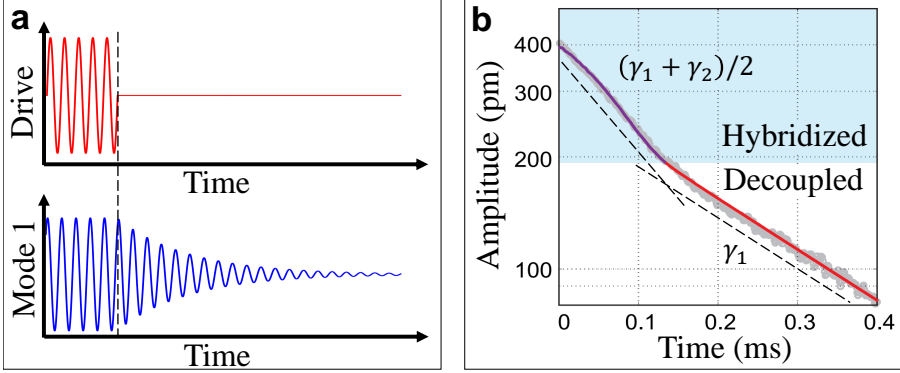 a
Drive
Time
Mode 1
Time
b
Amplitude (pm)
400
300
200
100
(γ₁ + γ₂)/2
Hybridized
Decoupled
γ₁
0
0.1
0.2
0.3
0.4
Time (ms)